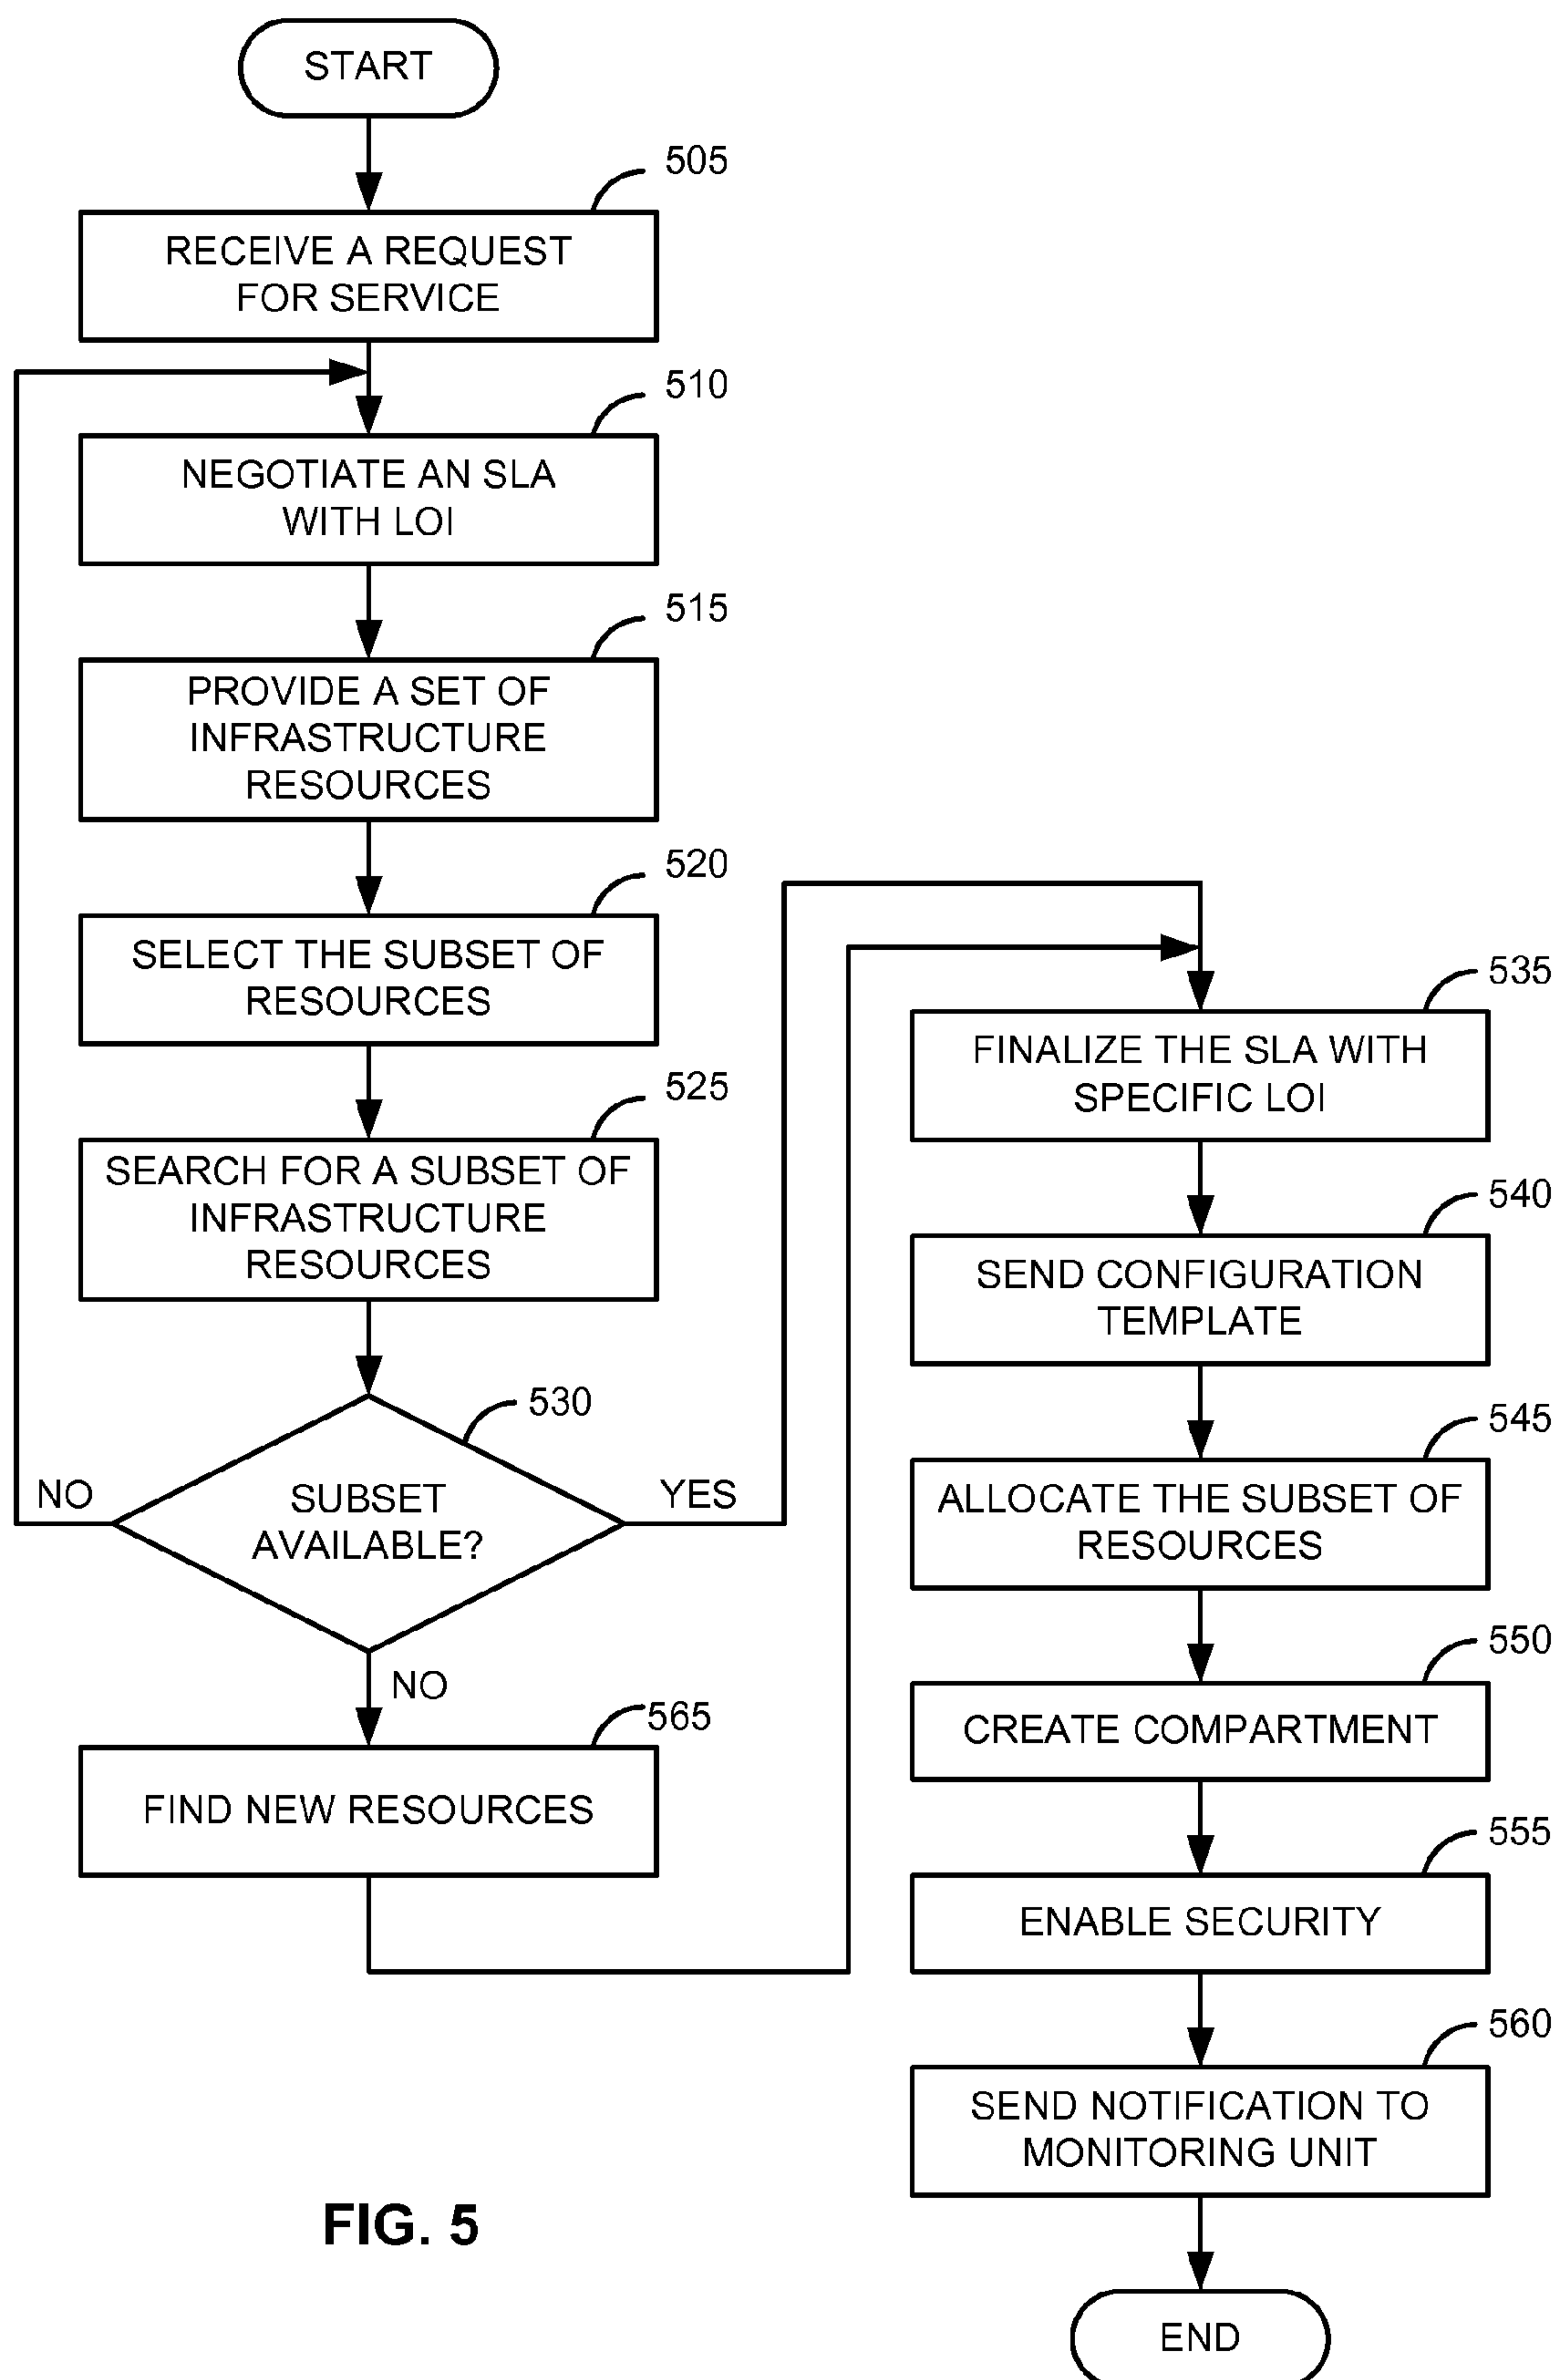 START
505
RECEIVE A REQUEST
FOR SERVICE
510
NEGOTIATE AN SLA
WITH LOI
515
PROVIDE A SET OF
INFRASTRUCTURE
RESOURCES
520
SELECT THE SUBSET OF
RESOURCES
525
SEARCH FOR A SUBSET OF
INFRASTRUCTURE
RESOURCES
530
SUBSET
AVAILABLE?
NO
YES
NO
565
FIND NEW RESOURCES
535
FINALIZE THE SLA WITH
SPECIFIC LOI
540
SEND CONFIGURATION
TEMPLATE
545
ALLOCATE THE SUBSET OF
RESOURCES
550
CREATE COMPARTMENT
555
ENABLE SECURITY
560
SEND NOTIFICATION TO
MONITORING UNIT
END
FIG. 5